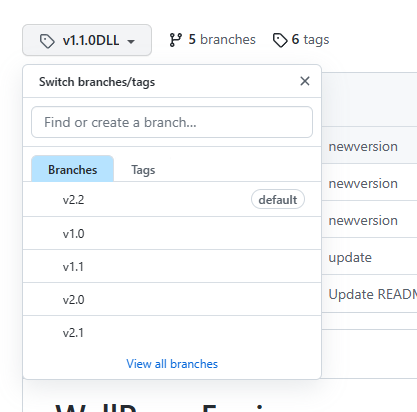 v1.1.0DLL
5 branches
6 tags
Switch branches/tags
Find or create a branch...
Branches Tags
newversion
v2.2 default
newversion
v1.0
newversion
v1.1
update
v2.0
Update READM
v2.1
View all branches